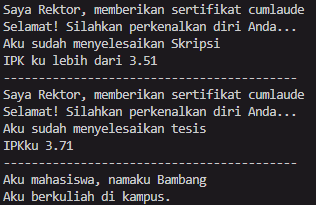 Saya Rektor, memberikan sertifikat cumlaude
Selamat! Silahkan perkenalkan diri Anda...
Aku sudah menyelesaikan Skripsi
IPK ku lebih dari 3.51
--------------------------------------
Saya Rektor, memberikan sertifikat cumlaude
Selamat! Silahkan perkenalkan diri Anda...
Aku sudah menyelesaikan tesis
IPKku 3.71
--------------------------------------
Aku mahasiswa, namaku Bambang
Aku berkuliah di kampus.